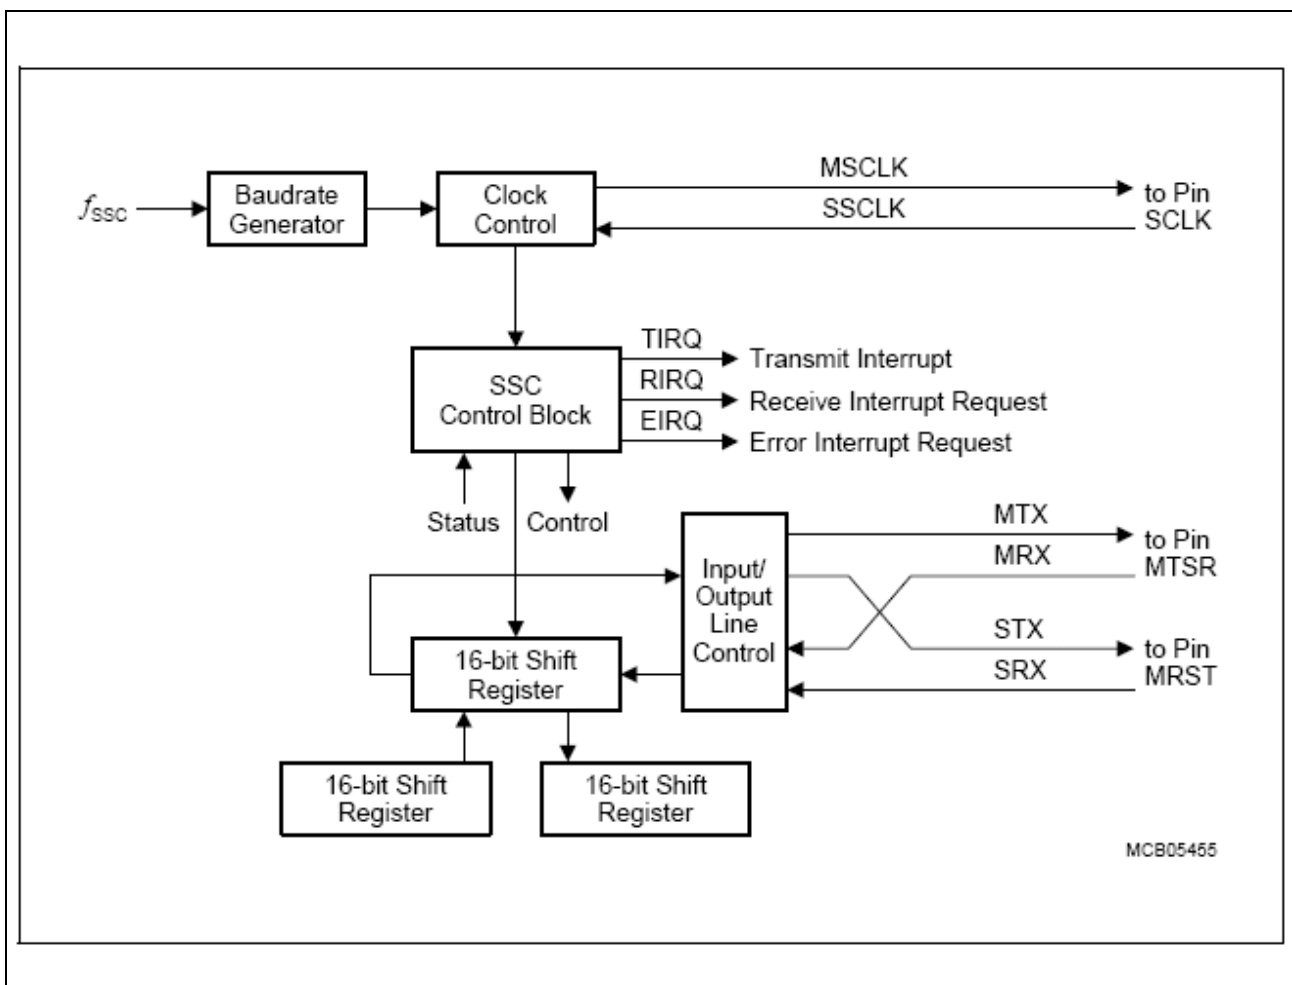 fSSC
Baudrate
Generator
Clock
Control
MSCLK
SSCLK
to Pin
SCLK
SSC
Control Block
TIRQ
Transmit Interrupt
RIRQ
Receive Interrupt Request
EIRQ
Error Interrupt Request
Status
Control
Input/
Output
Line
Control
MTX
MRX
to Pin
MTSR
STX
SRX
to Pin
MRST
16-bit Shift
Register
16-bit Shift
Register
16-bit Shift
Register
MCB05455